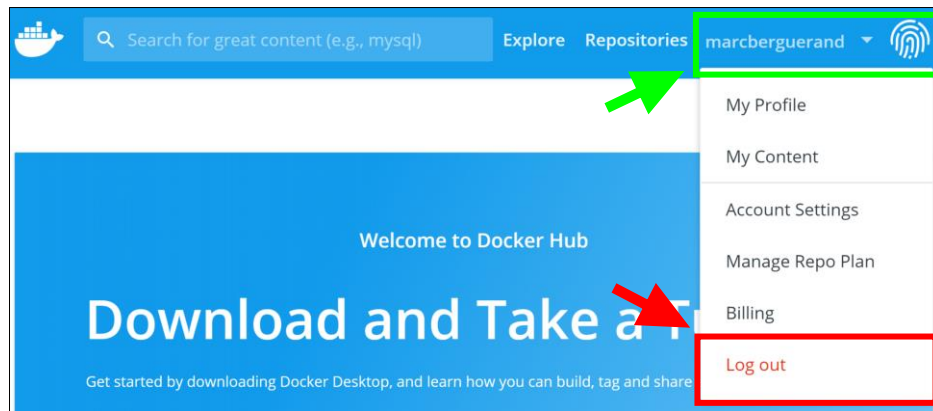 Search for great content (e.g., mysql) Explore Repositories marcberguerand
My Profile
My Content
Account Settings
Manage Repo Plan
Billing
Log out
Welcome to Docker Hub
Download and Take a
Get started by downloading Docker Desktop, and learn how you can build, tag and share